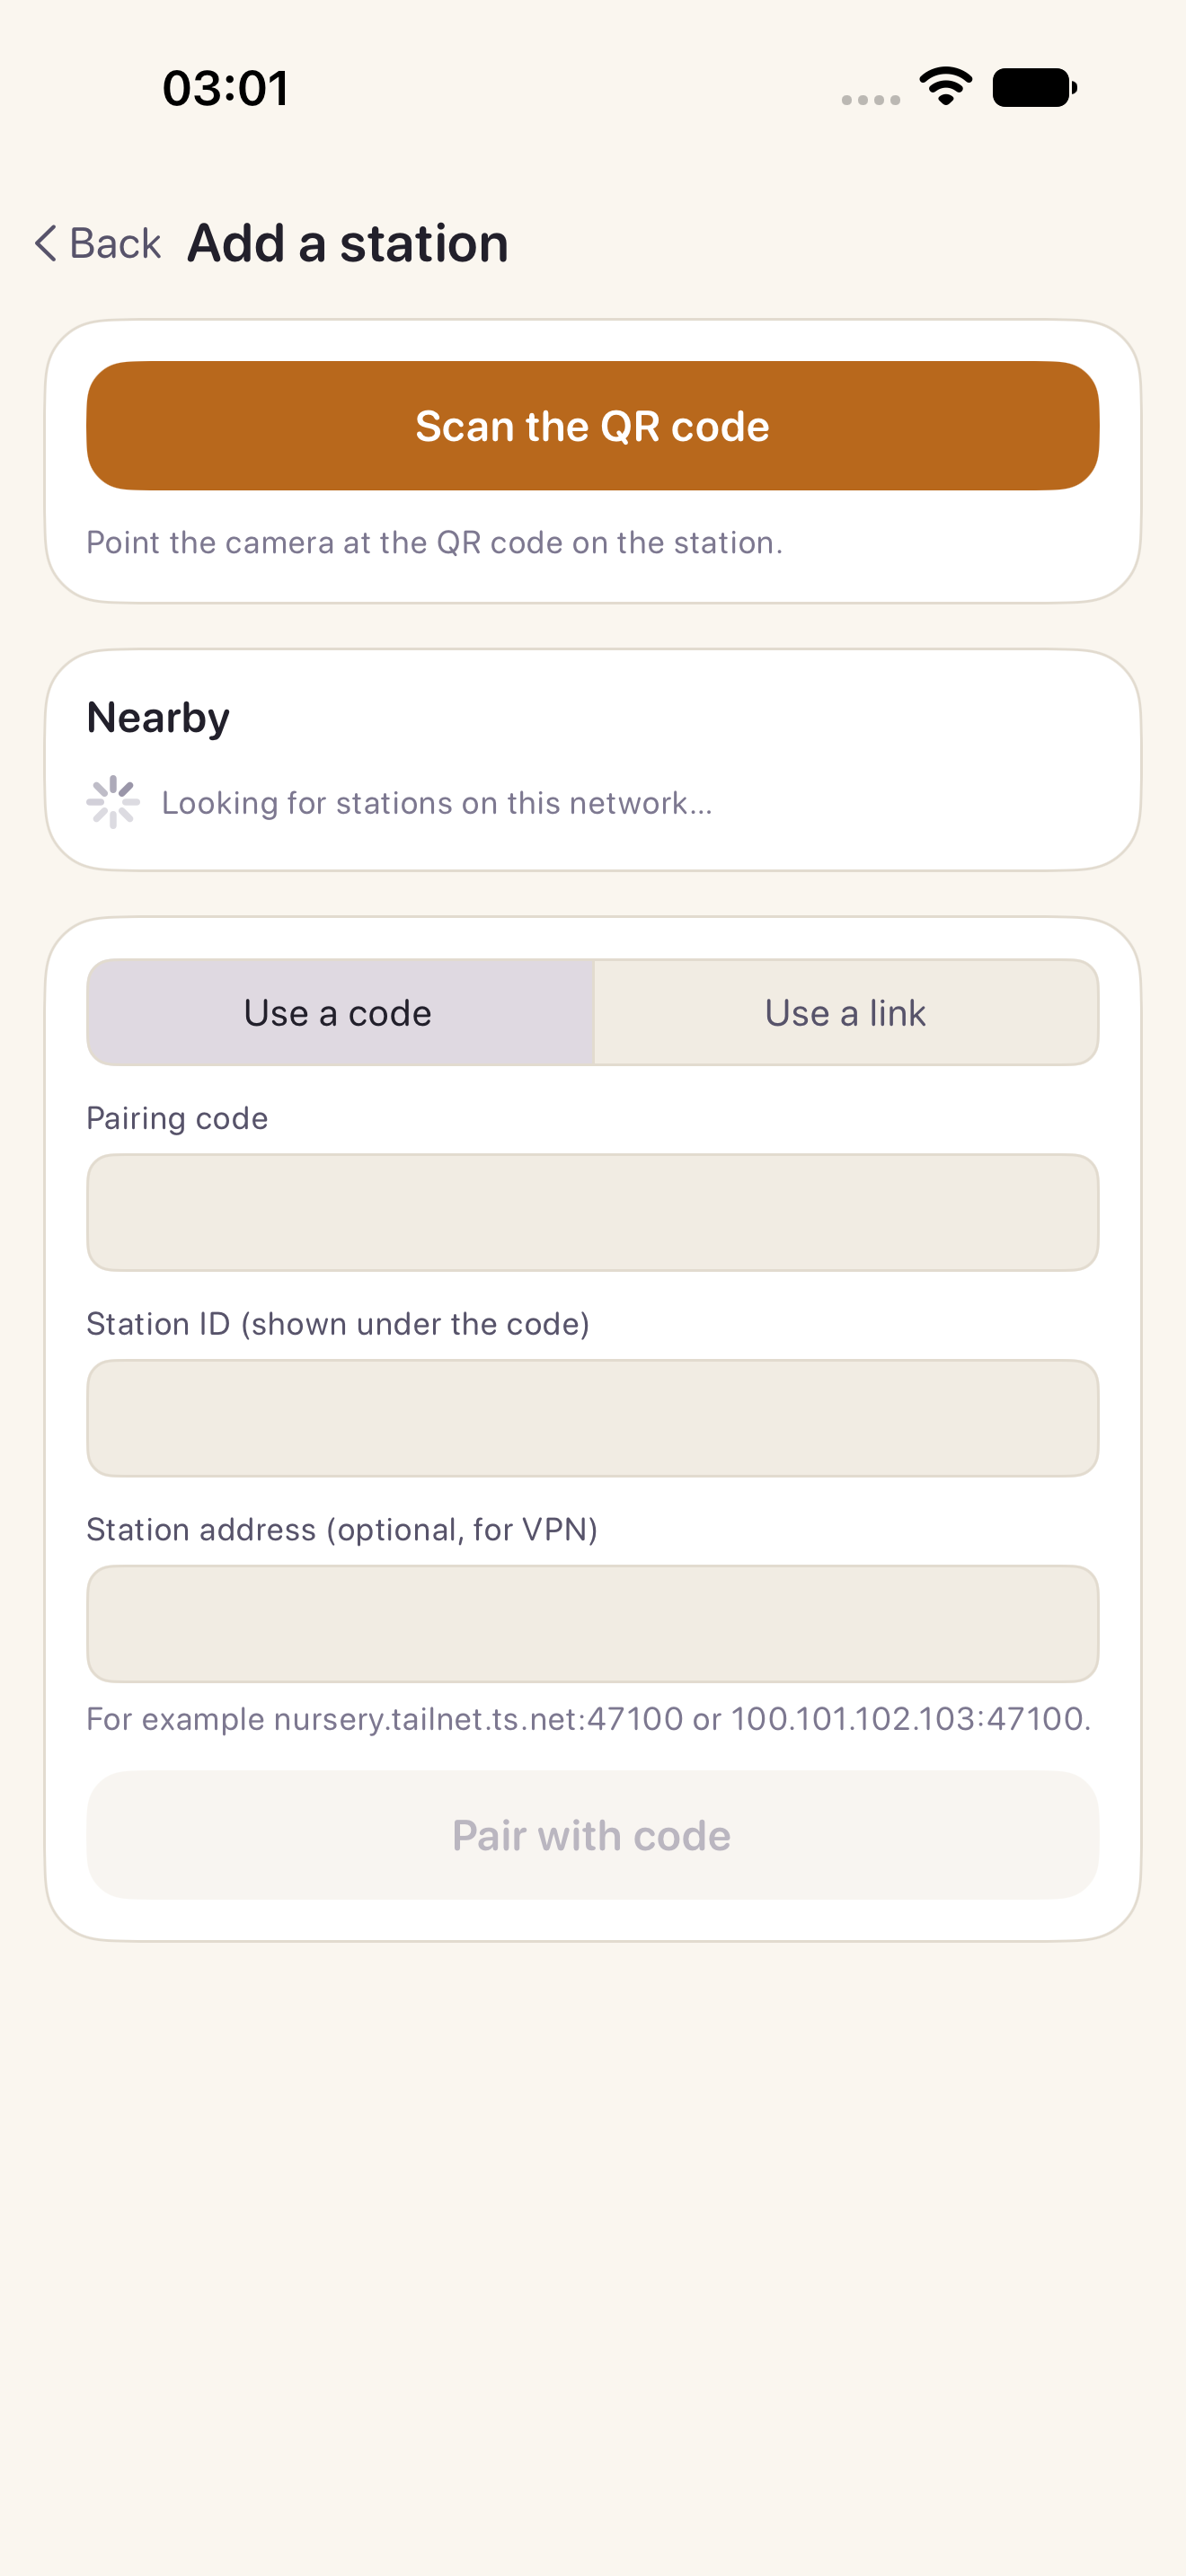 03:01
Back Add a station
Scan the QR code
Point the camera at the QR code on the station.
Nearby
Looking for stations on this network...
Use a code Use a link
Pairing code
Station ID (shown under the code)
Station address (optional, for VPN)
For example nursery.tailnet.ts.net:47100 or 100.101.102.103:47100.
Pair with code